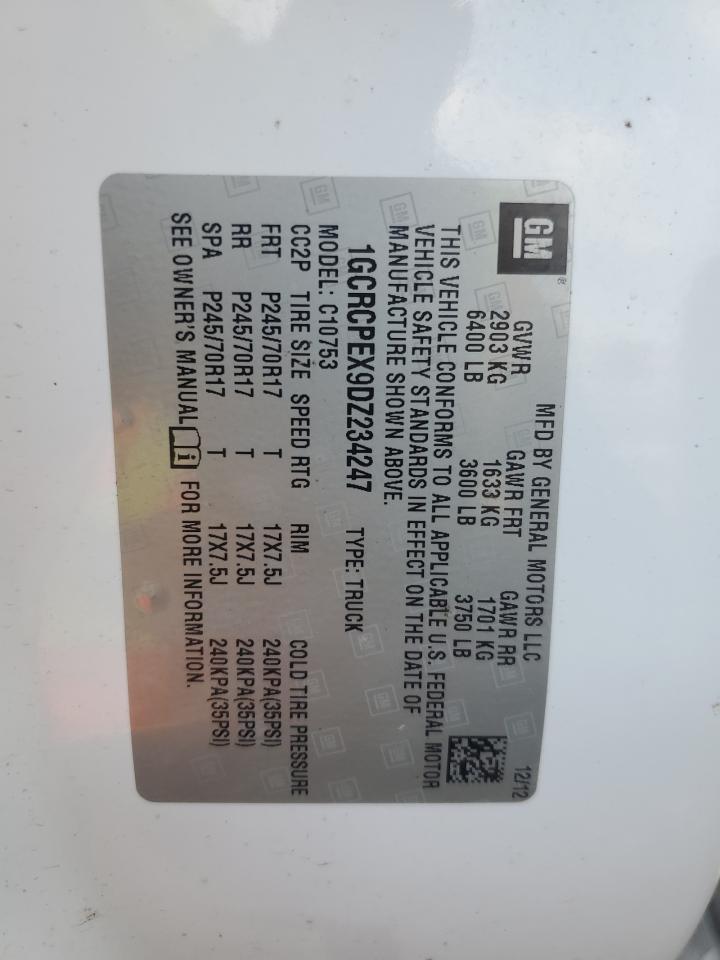 GM
MFD BY GENERAL MOTORS LLC 12/12
GVWR GAWR FRT GAWR RR
2903 KG 1633 KG 1701 KG
6400 LB 3600 LB 3750 LB
THIS VEHICLE CONFORMS TO ALL APPLICABLE U.S. FEDERAL MOTOR
VEHICLE SAFETY STANDARDS IN EFFECT ON THE DATE OF
MANUFACTURE SHOWN ABOVE.
1GCRCPEX9DZ234247 TYPE: TRUCK
MODEL: C10753
CC2P TIRE SIZE SPEED RTG RIM COLD TIRE PRESSURE
FRT P245/70R17 T 17X7.5J 240KPA(35PSI)
RR P245/70R17 T 17X7.5J 240KPA(35PSI)
SPA P245/70R17 T 17X7.5J 240KPA(35PSI)
SEE OWNER'S MANUAL i FOR MORE INFORMATION.